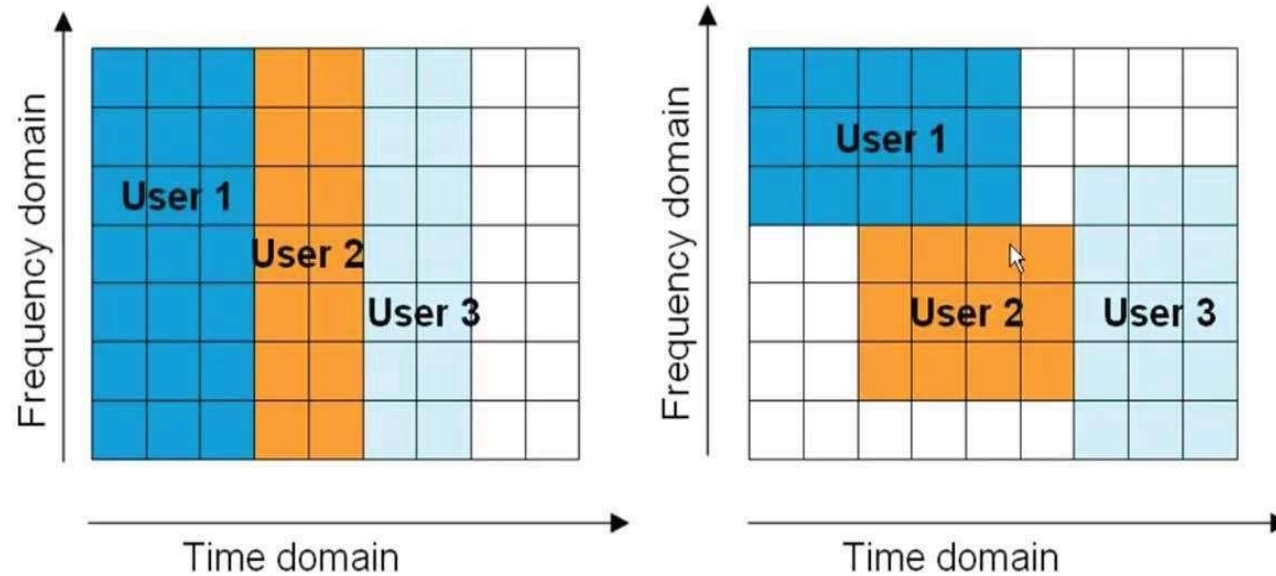 Frequency domain
User 1
User 2
User 3
Time domain
Frequency domain
User 1
User 2
User 3
Time domain